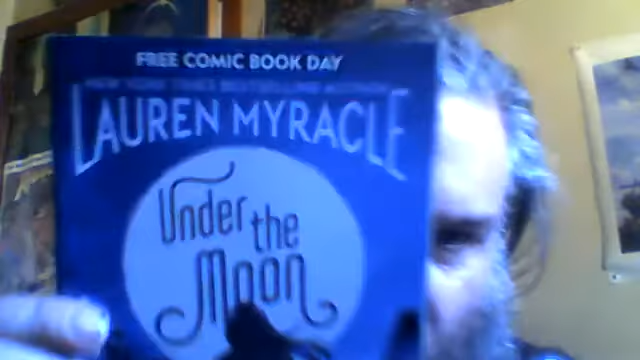 FREE COMIC BOOK DAY
NEW YORK TIMES BESTSELLING AUTHOR
LAUREN MYRACLE
Under
the
Moon